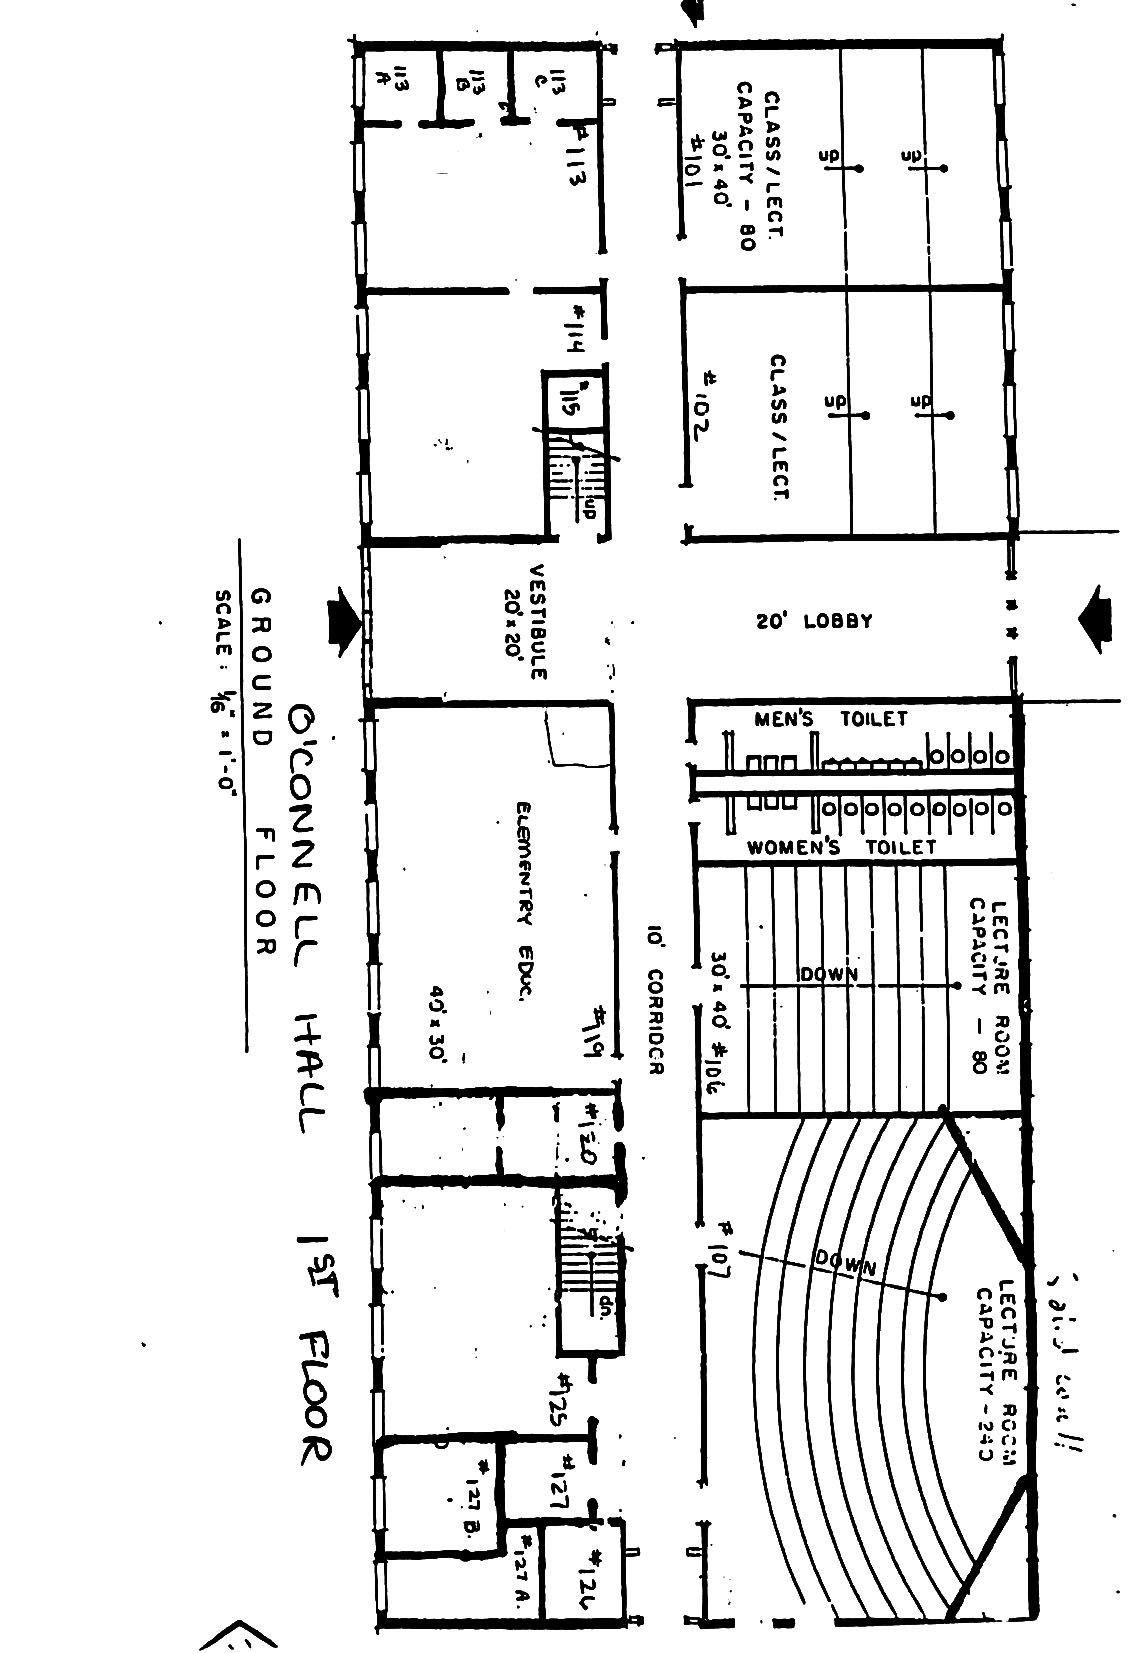 O'CONNELL HALL 1ST FLOOR
GROUND FLOOR
SCALE: 1/16" = 1'-0"
CLASS/LECT.
CAPACITY - 80
30' x 40'
#101
up
up
CLASS/LECT.
#102
up
up
113 A
113 B
113 C
#113
#114
#115
up
VESTIBULE
20' x 20'
20' LOBBY
MEN'S TOILET
WOMEN'S TOILET
LECTURE ROOM
CAPACITY - 80
DOWN
30' x 40' #106
10' CORRIDOR
ELEMENTRY EDUC.
40' x 30'
#119
#120
dn.
#107
DOWN
LECTURE ROOM
CAPACITY - 240
#125
#127
#127 B.
#127 A.
#126